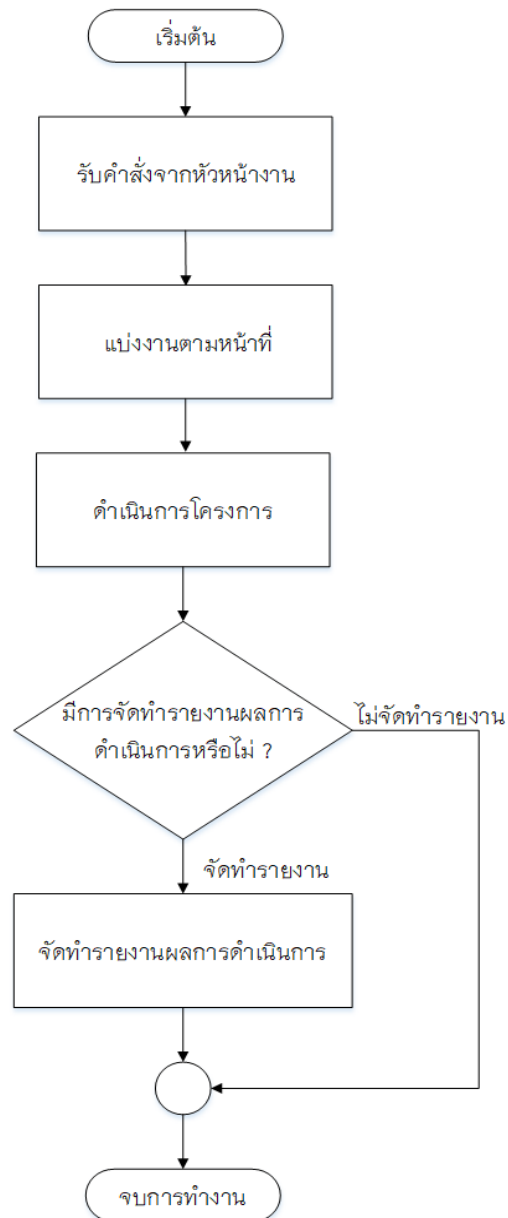 เริ่มต้น
รับคำสั่งจากหัวหน้างาน
แบ่งงานตามหน้าที่
ดำเนินการโครงการ
มีการจัดทำรายงานผลการ
ดำเนินการหรือไม่ ?
ไม่จัดทำรายงาน
จัดทำรายงาน
จัดทำรายงานผลการดำเนินการ
จบการทำงาน